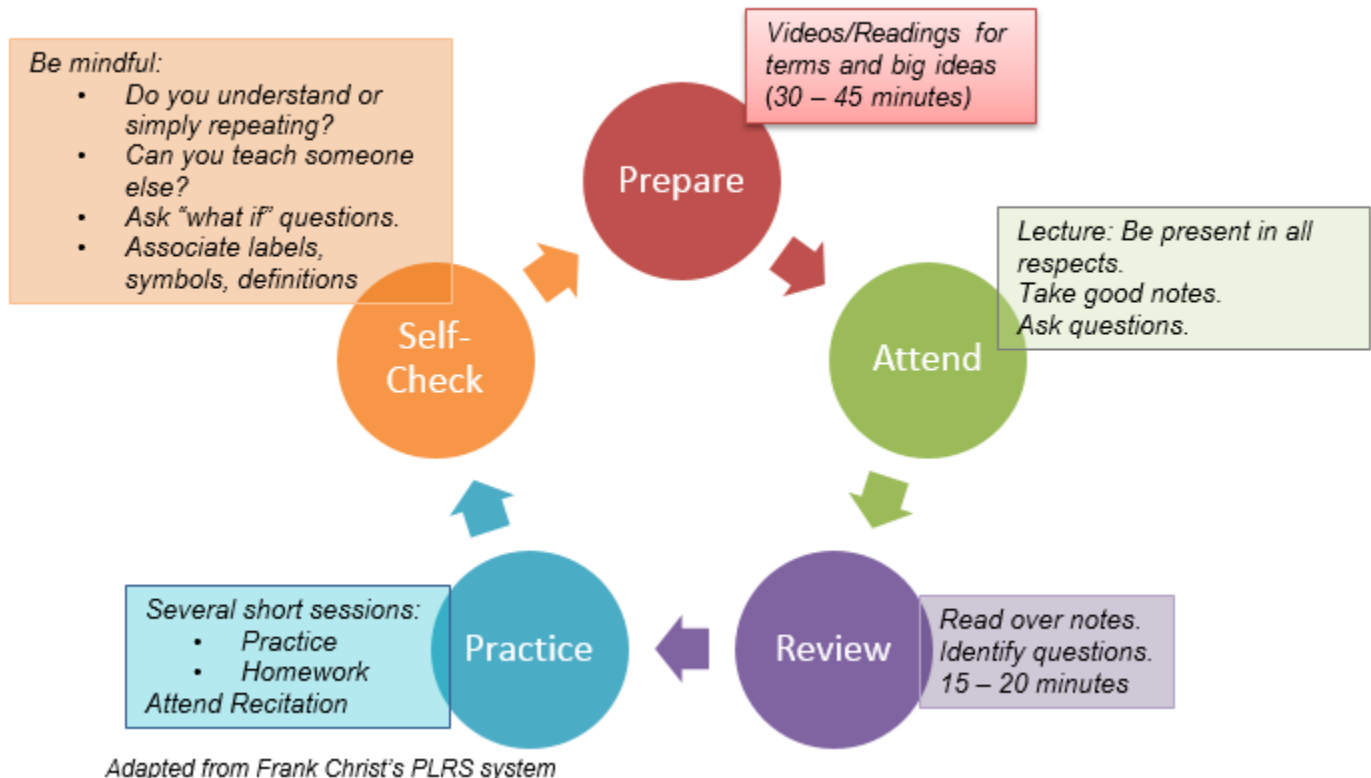 Prepare
Videos/Readings for
terms and big ideas
(30 – 45 minutes)
Attend
Lecture: Be present in all
respects.
Take good notes.
Ask questions.
Review
Read over notes.
Identify questions.
15 – 20 minutes
Practice
Several short sessions:
• Practice
• Homework
Attend Recitation
Self-
Check
Be mindful:
• Do you understand or
simply repeating?
• Can you teach someone
else?
• Ask “what if” questions.
• Associate labels,
symbols, definitions
Adapted from Frank Christ’s PLRS system